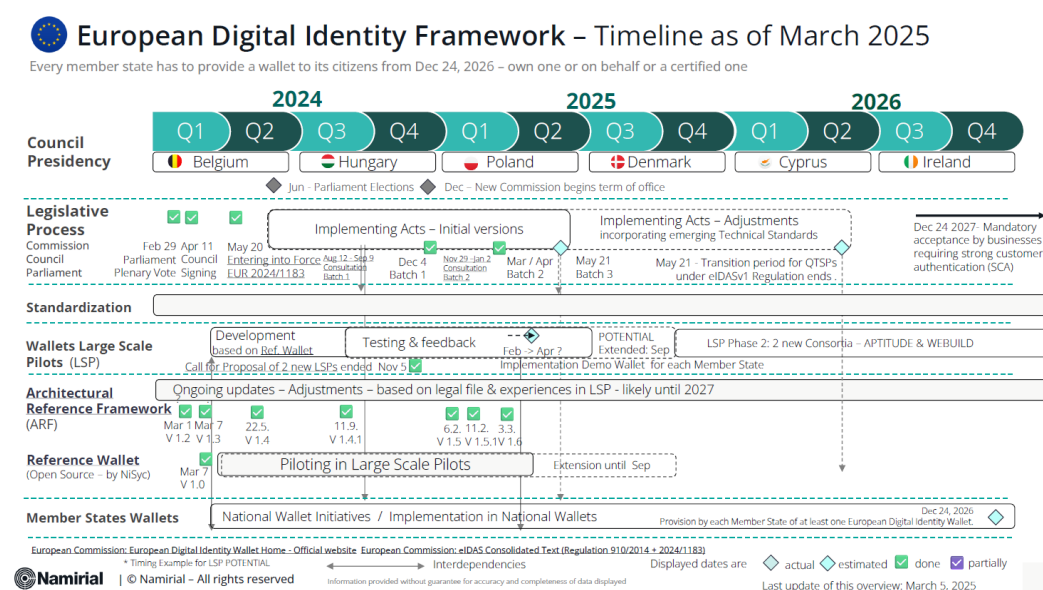 European Digital Identity Framework – Timeline as of March 2025
Every member state has to provide a wallet to its citizens from Dec 24, 2026 – own one or on behalf or a certified one
2024 2025 2026
Q1 Q2 Q3 Q4 Q1 Q2 Q3 Q4 Q1 Q2 Q3 Q4
Council
Presidency
Belgium Hungary Poland Denmark Cyprus Ireland
Jun - Parliament Elections Dec – New Commission begins term of office
Legislative
Process
Commission
Council
Parliament
Feb 29
Plenary Vote
Apr 11
Council
Signing
May 20
Entering into Force
EUR 2024/1183
Implementing Acts – Initial versions
Aug 12 - Sep 9
Consultation
Batch 1
Dec 4
Batch 1
Nov 29 -Jan 2
Consultation
Batch 2
Mar / Apr
Batch 2
May 21
Batch 3
Implementing Acts – Adjustments
incorporating emerging Technical Standards
May 21 - Transition period for QTSPs
under eIDASv1 Regulation ends .
Dec 24 2027- Mandatory
acceptance by businesses
requiring strong customer
authentication (SCA)
Standardization
Wallets Large Scale
Pilots (LSP)
Development
based on Ref. Wallet
Testing & feedback
Feb -> Apr ?
POTENTIAL
Extended: Sep
LSP Phase 2: 2 new Consortia – APTITUDE & WEBUILD
Call for Proposal of 2 new LSPs ended Nov 5
Implementation Demo Wallet for each Member State
Architectural
Reference Framework
(ARF)
Ongoing updates – Adjustments – based on legal file & experiences in LSP - likely until 2027
?
Mar 1 Mar 7 22.5. 11.9. 6.2. 11.2. 3.3.
V 1.2 V 1.3 V 1.4 V 1.4.1 V 1.5 V 1.5.1 V 1.6
Reference Wallet
(Open Source – by NiSyc)
Mar 7
V 1.0
Piloting in Large Scale Pilots
Extension until Sep
Member States Wallets
National Wallet Initiatives / Implementation in National Wallets
Dec 24, 2026
Provision by each Member State of at least one European Digital Identity Wallet.
European Commission: European Digital Identity Wallet Home - Official website European Commission: eIDAS Consolidated Text (Regulation 910/2014 + 2024/1183)
* Timing Example for LSP POTENTIAL
Interdependencies
Displayed dates are actual estimated done partially
Namirial | © Namirial – All rights reserved
Information provided without guarantee for accuracy and completeness of data displayed
Last update of this overview: March 5, 2025